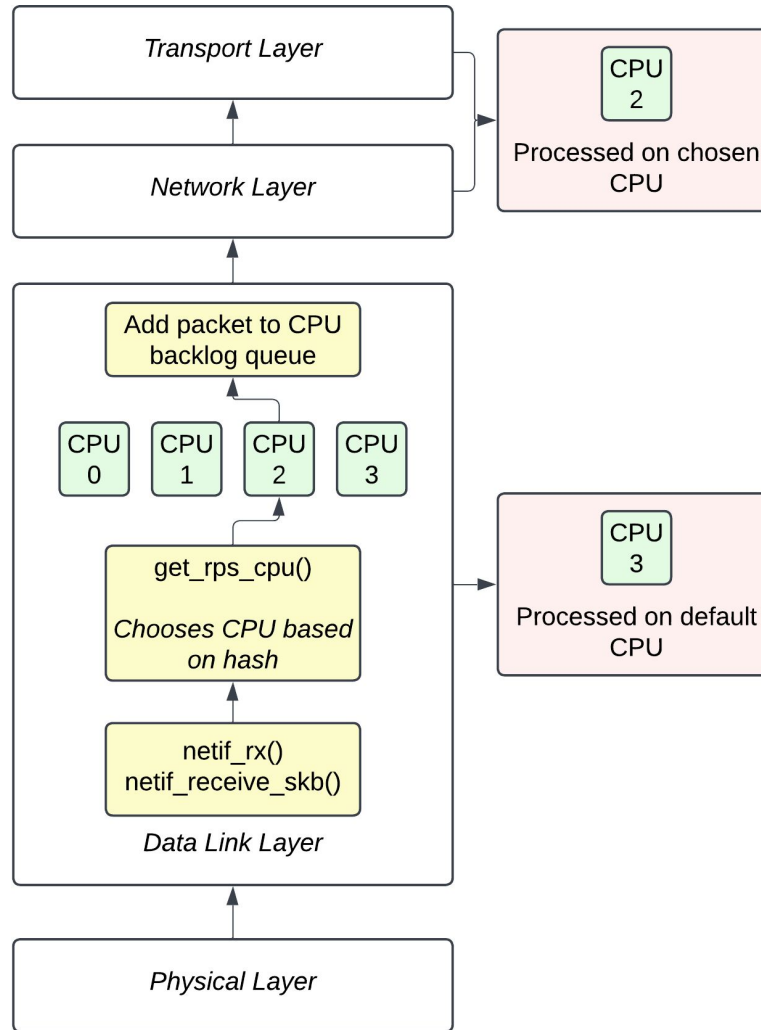 Transport Layer
CPU
2
Processed on chosen
CPU
Network Layer
Add packet to CPU
backlog queue
CPU
0
CPU
1
CPU
2
CPU
3
get_rps_cpu()
Chooses CPU based
on hash
CPU
3
Processed on default
CPU
netif_rx()
netif_receive_skb()
Data Link Layer
Physical Layer